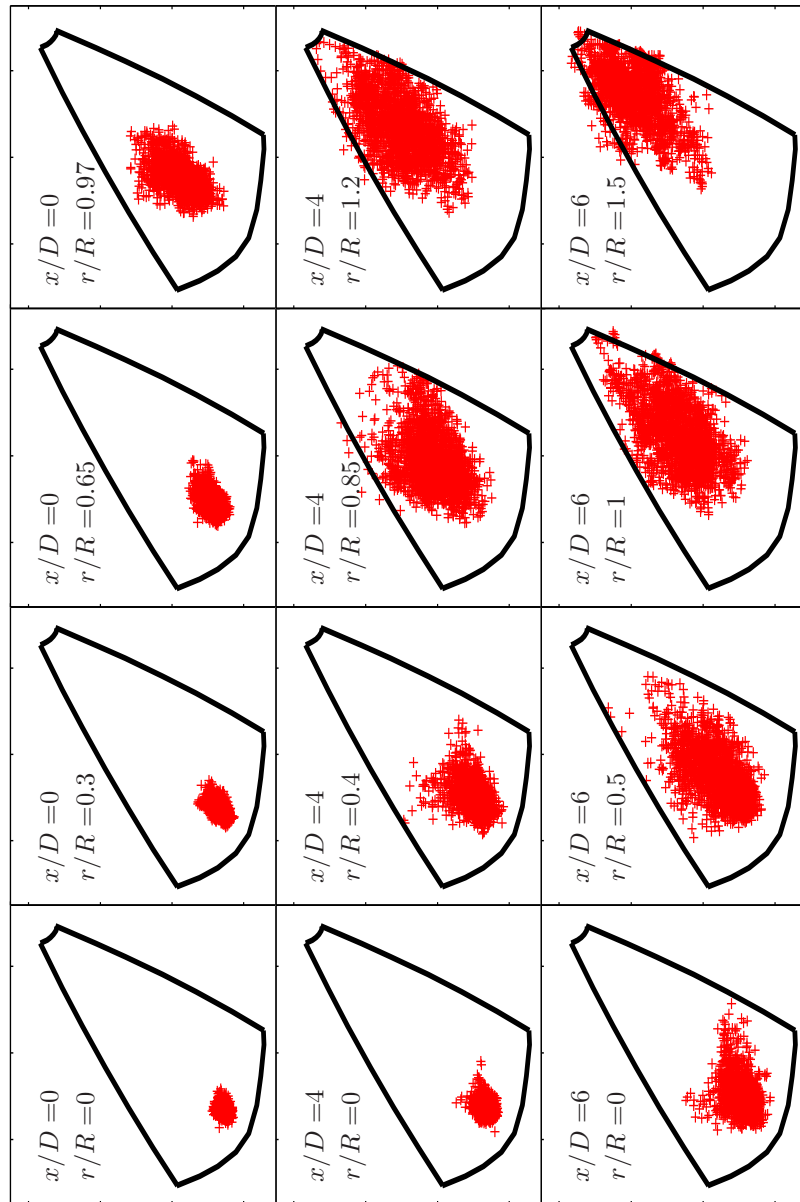 x/D =0
r/R =0
x/D =0
r/R =0.3
x/D =0
r/R =0.65
x/D =0
r/R =0.97
x/D =4
r/R =0
x/D =4
r/R =0.4
x/D =4
r/R =0.85
x/D =4
r/R =1.2
x/D =6
r/R =0
x/D =6
r/R =0.5
x/D =6
r/R =1
x/D =6
r/R =1.5